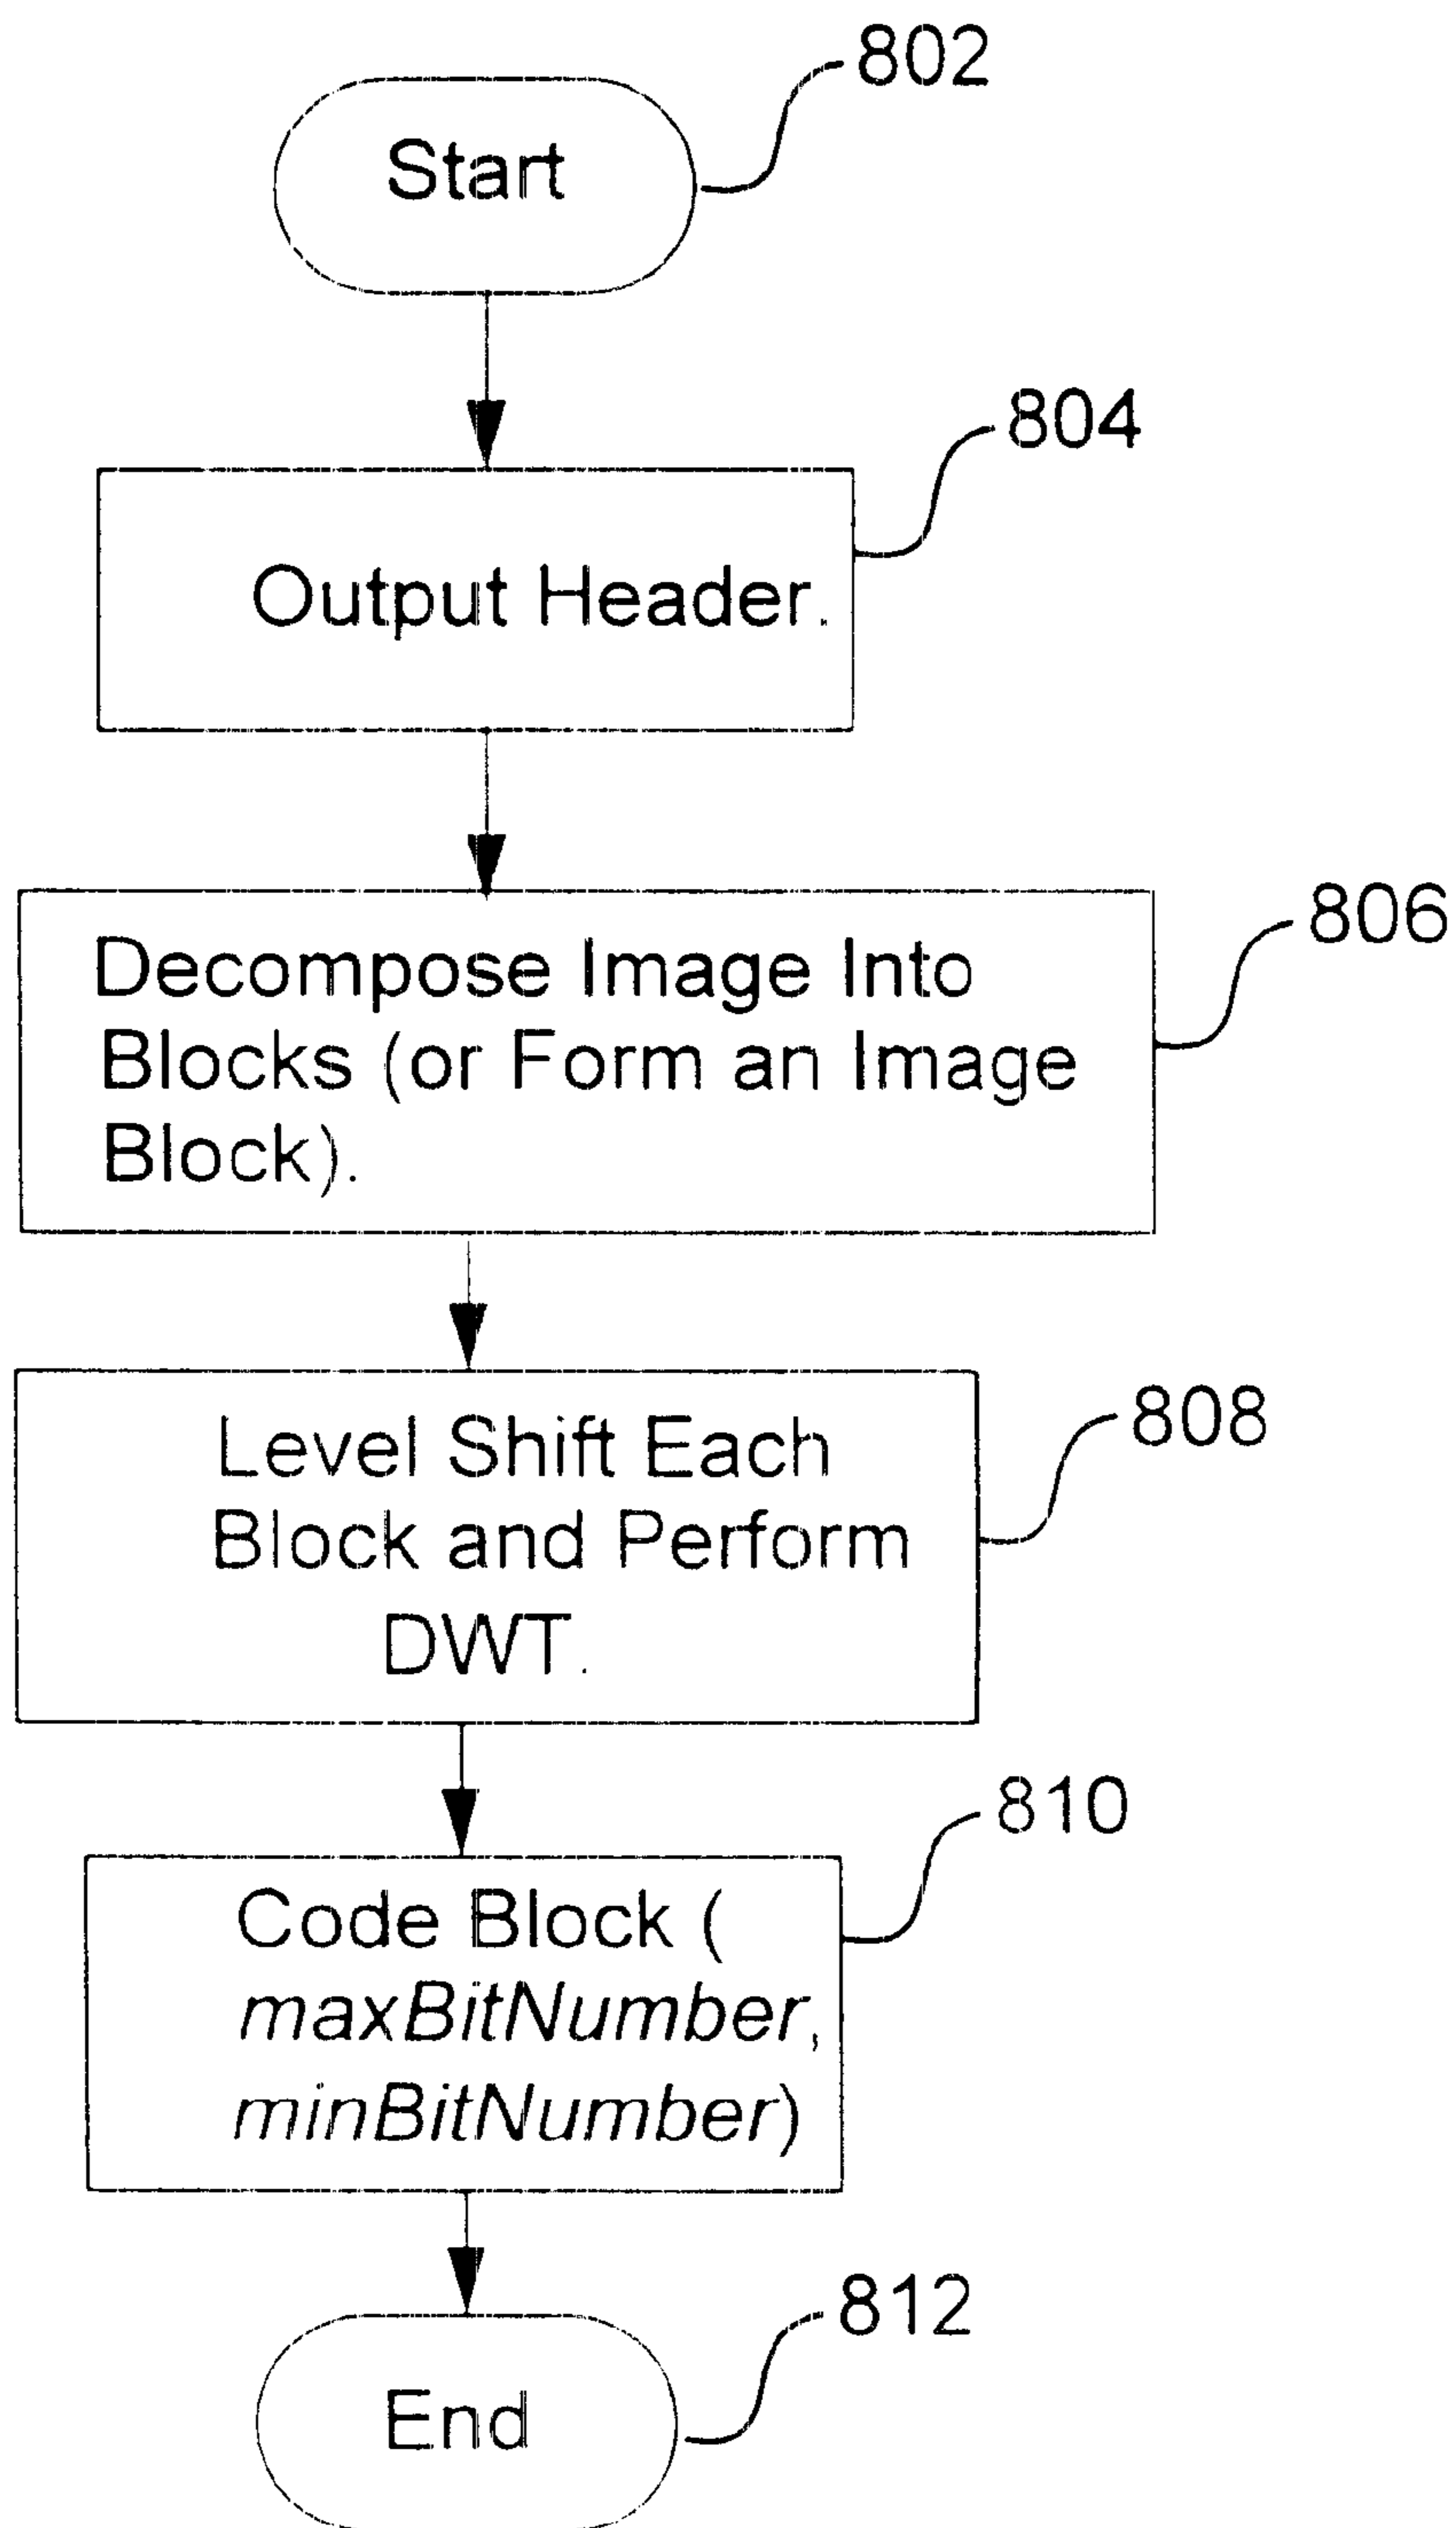 802
Start
804
Output Header.
806
Decompose Image Into
Blocks (or Form an Image
Block).
808
Level Shift Each
Block and Perform
DWT.
810
Code Block (
maxBitNumber,
minBitNumber)
812
End